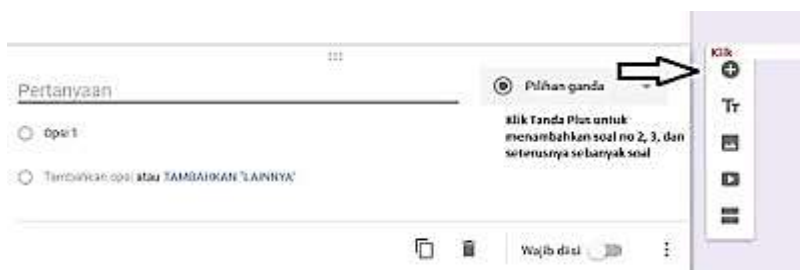 Klik
Pertanyaan
Pilihan ganda
Tт
Klik Tanda Plus untuk
menambahkan soal no 2, 3, dan
seterusnya sebanyak soal
Opsi 1
Tambahkan opsi atau TAMBAHKAN "LAINNYA"
Wajib diisi